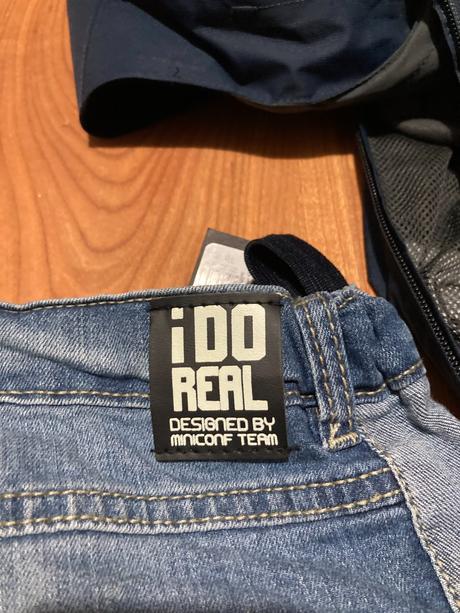 iDO
REAL
DESIGNED BY
MINICONF TEAM